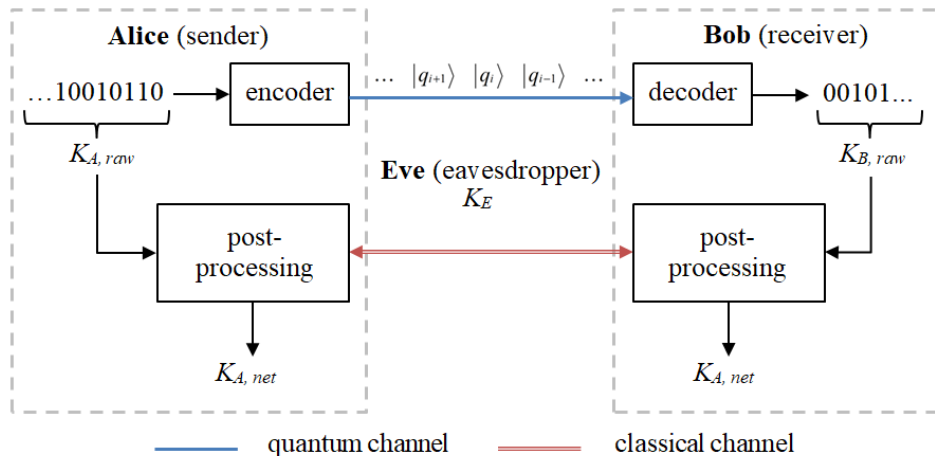 Alice (sender)
Bob (receiver)
…10010110
encoder
… |q_{i+1}⟩ |q_i⟩ |q_{i-1}⟩ …
decoder
00101...
K_{A, raw}
K_{B, raw}
Eve (eavesdropper)
K_E
post-
processing
post-
processing
K_{A, net}
K_{A, net}
quantum channel
classical channel